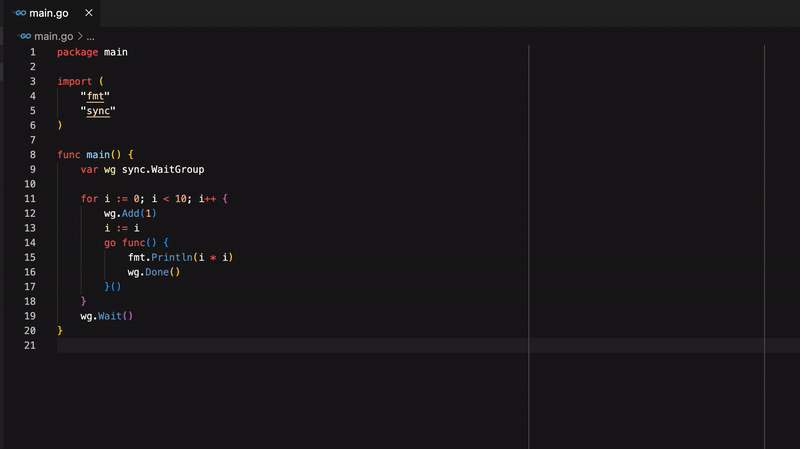 main.go
main.go > ...
1 package main
2
3 import (
4     "fmt"
5     "sync"
6 )
7
8 func main() {
9     var wg sync.WaitGroup
10
11     for i := 0; i < 10; i++ {
12         wg.Add(1)
13         i := i
14         go func() {
15             fmt.Println(i * i)
16             wg.Done()
17         }()
18     }
19     wg.Wait()
20 }
21